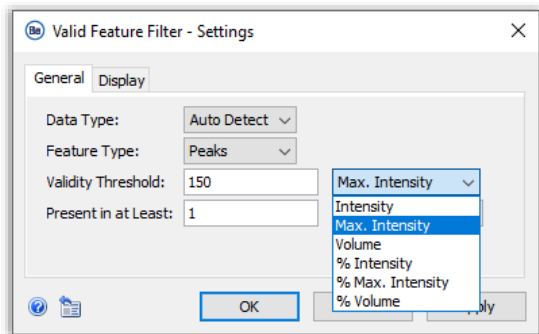 Be Valid Feature Filter - Settings
General Display
Data Type: Auto Detect
Feature Type: Peaks
Validity Threshold: 150 Max. Intensity
Present in at Least: 1
Intensity
Max. Intensity
Volume
% Intensity
% Max. Intensity
% Volume
OK